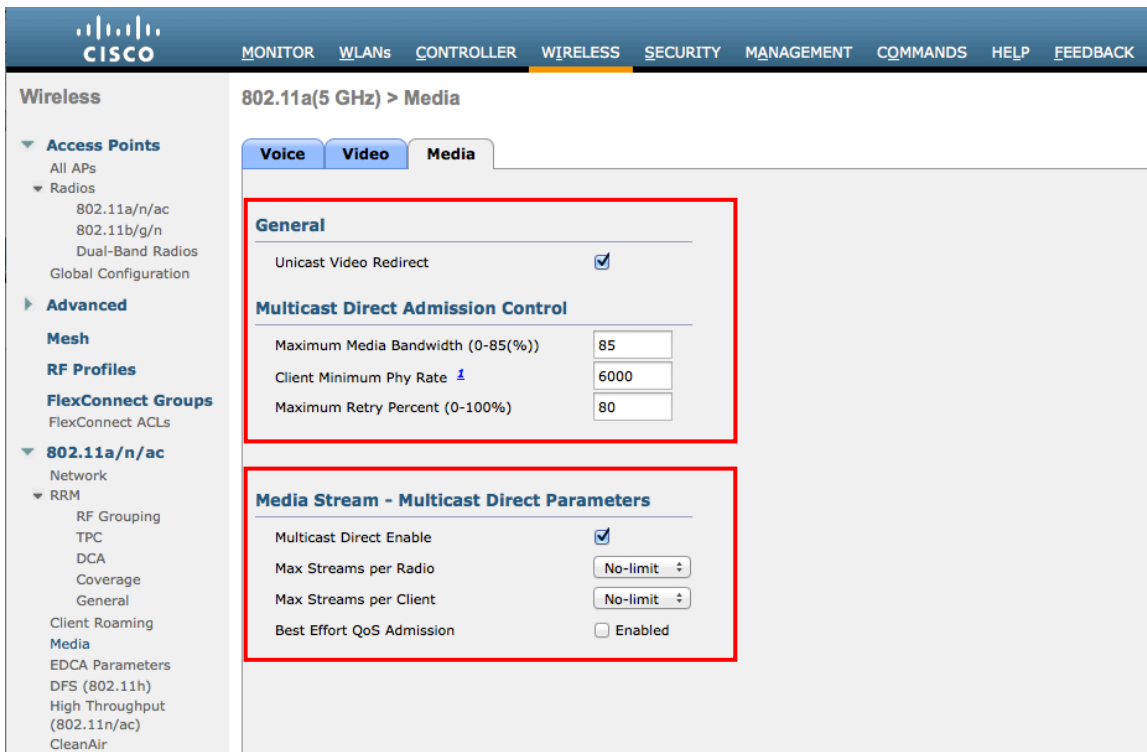 CISCO
MONITOR WLANs CONTROLLER WIRELESS SECURITY MANAGEMENT COMMANDS HELP FEEDBACK
Wireless
Access Points
All APs
Radios
802.11a/n/ac
802.11b/g/n
Dual-Band Radios
Global Configuration
Advanced
Mesh
RF Profiles
FlexConnect Groups
FlexConnect ACLs
802.11a/n/ac
Network
RRM
RF Grouping
TPC
DCA
Coverage
General
Client Roaming
Media
EDCA Parameters
DFS (802.11h)
High Throughput
(802.11n/ac)
CleanAir
802.11a(5 GHz) > Media
Voice Video Media
General
Unicast Video Redirect
Multicast Direct Admission Control
Maximum Media Bandwidth (0-85(%)) 85
Client Minimum Phy Rate 1 6000
Maximum Retry Percent (0-100%) 80
Media Stream - Multicast Direct Parameters
Multicast Direct Enable
Max Streams per Radio No-limit
Max Streams per Client No-limit
Best Effort QoS Admission Enabled